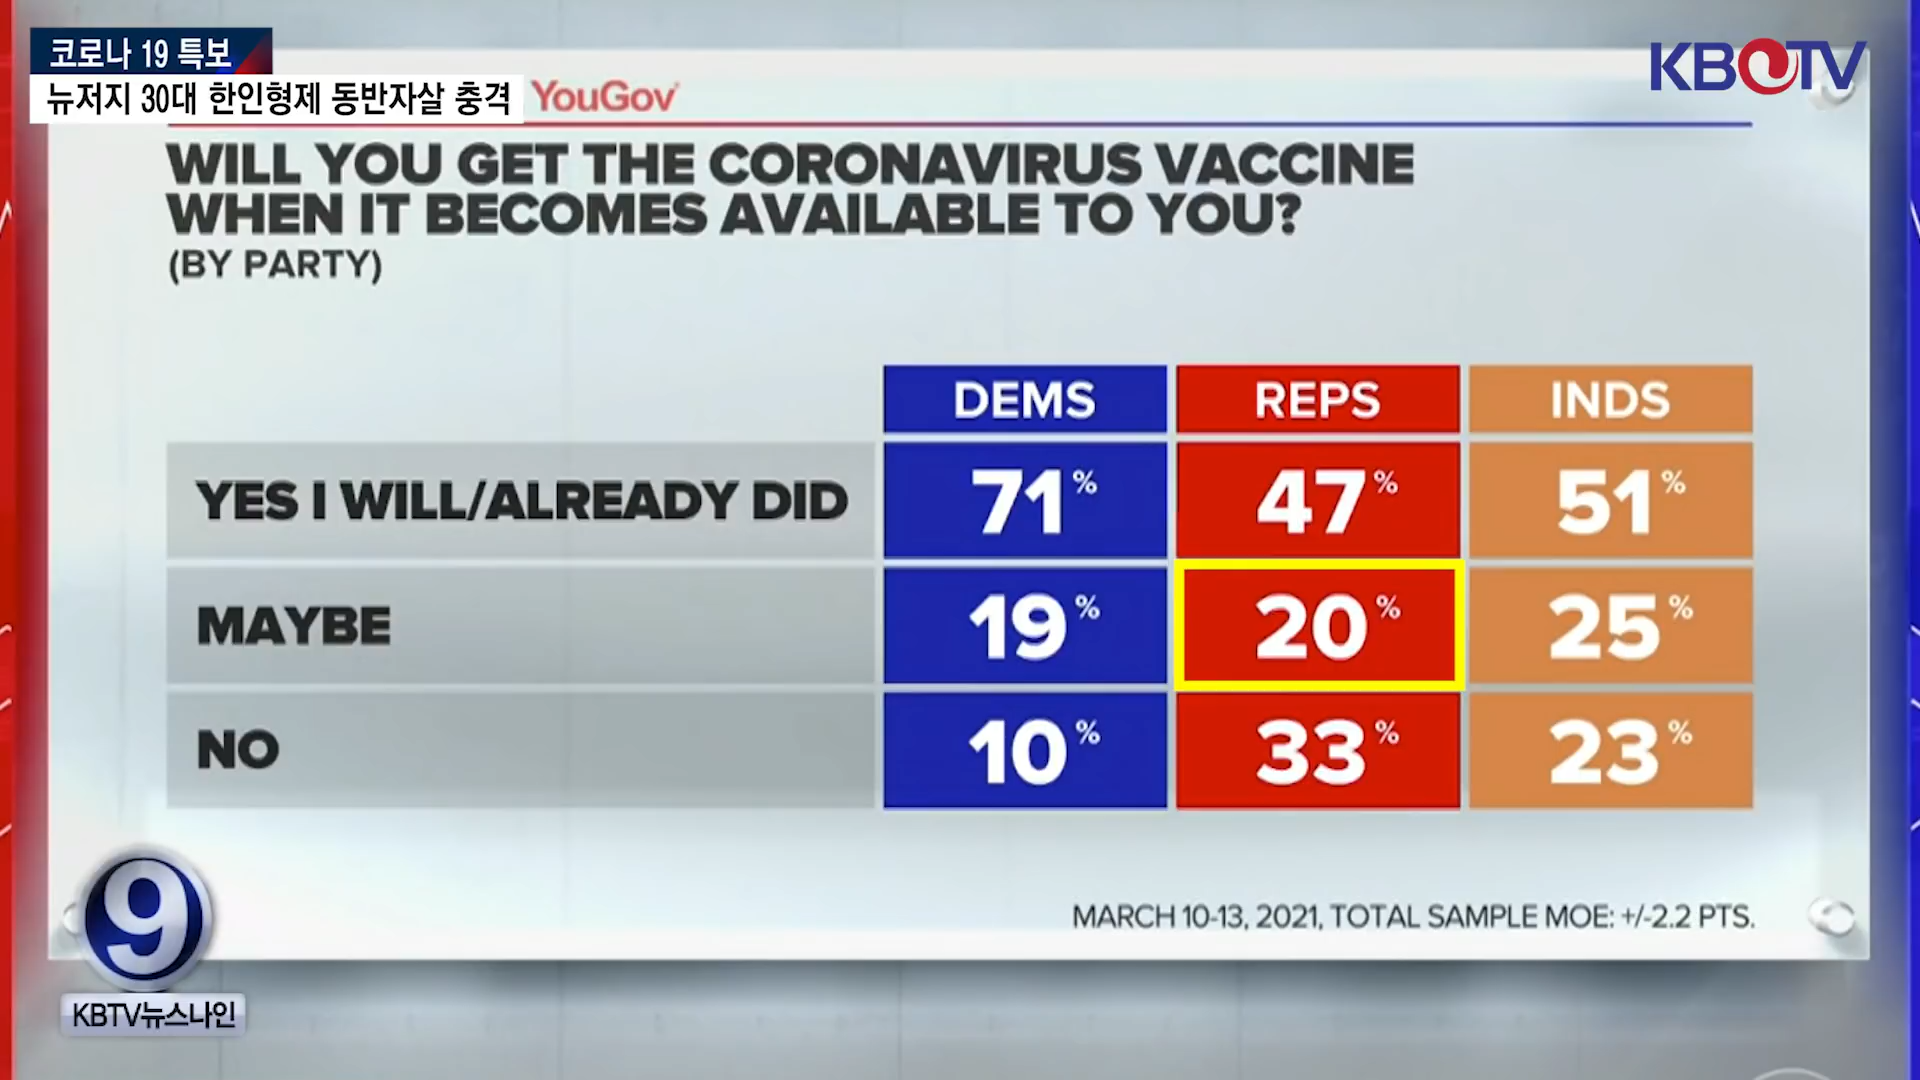 코로나 19 특보
KBTV
뉴저지 30대 한인형제 동반자살 충격
YouGov
WILL YOU GET THE CORONAVIRUS VACCINE
WHEN IT BECOMES AVAILABLE TO YOU?
(BY PARTY)
DEMS REPS INDS
YES I WILL/ALREADY DID 71% 47% 51%
MAYBE 19% 20% 25%
NO 10% 33% 23%
MARCH 10-13, 2021, TOTAL SAMPLE MOE: +/-2.2 PTS.
9
KBTV뉴스나인